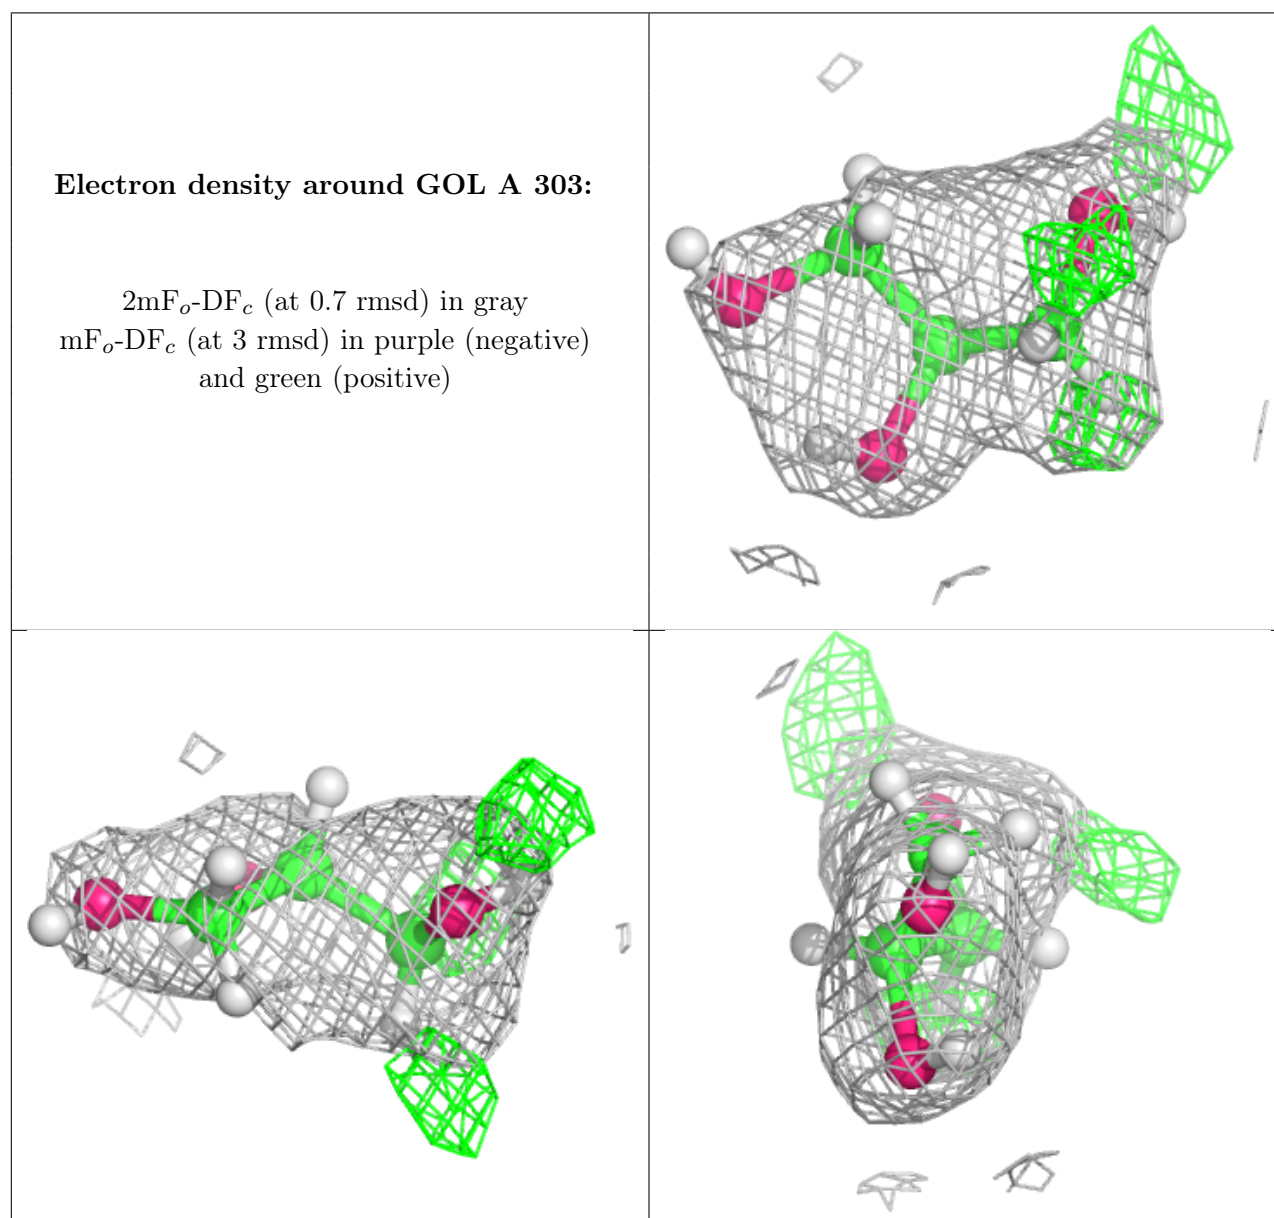 Electron density around GOL A 303:
2mFo-DFc (at 0.7 rmsd) in gray
mFo-DFc (at 3 rmsd) in purple (negative)
and green (positive)